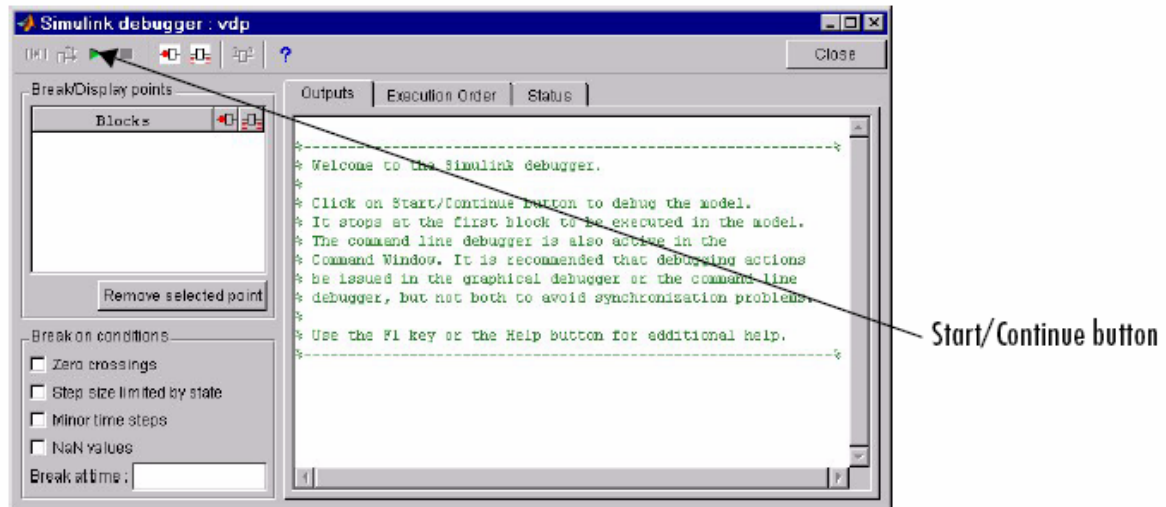 Simulink debugger : vdp
? Close
Break/Display points
Blocks
Remove selected point
Break on conditions
Zero crossings
Step size limited by state
Minor time steps
NaN values
Break at time :
Outputs Execution Order Status
%----------------------------------------------------------------%
% Welcome to the Simulink debugger.
%
% Click on Start/Continue button to debug the model.
% It stops at the first block to be executed in the model.
% The command line debugger is also active in the
% Command Window. It is recommended that debugging actions
% be issued in the graphical debugger or the command line
% debugger, but not both to avoid synchronization problems.
%
% Use the F1 key or the Help button for additional help.
%----------------------------------------------------------------%
Start/Continue button